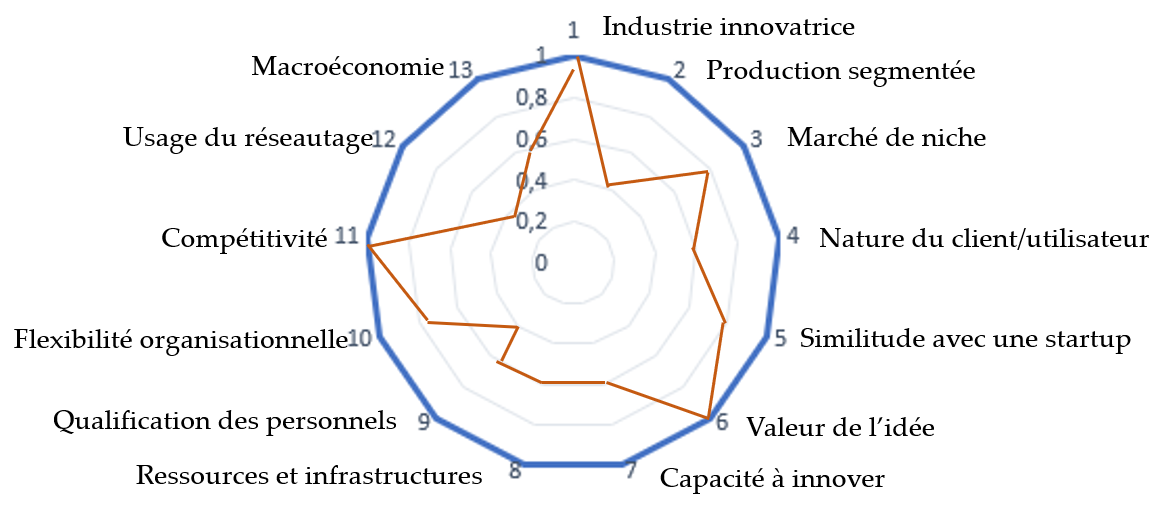 1 Industrie innovatrice
1
Macroéconomie 13
2 Production segmentée
0,8
Usage du réseautage 12
0,6
3 Marché de niche
0,4
0,2
Compétitivité 11
4 Nature du client/utilisateur
0
Flexibilité organisationnelle 10
5 Similitude avec une startup
Qualification des personnels 9
6 Valeur de l’idée
Ressources et infrastructures 8
7 Capacité à innover